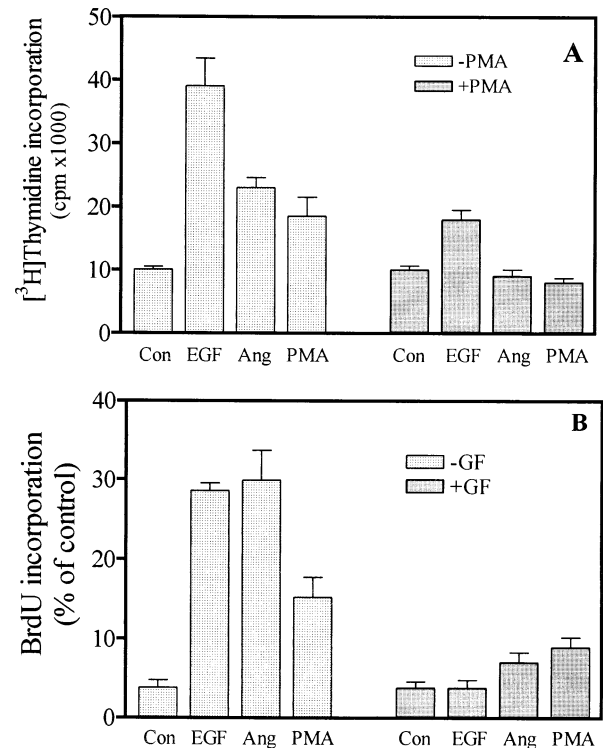 A
[³H]Thymidine incorporation
(cpm x1000)
50
40
30
20
10
0
-PMA
+PMA
Con EGF Ang PMA Con EGF Ang PMA
B
BrdU incorporation
(% of control)
40
30
20
10
0
-GF
+GF
Con EGF Ang PMA Con EGF Ang PMA